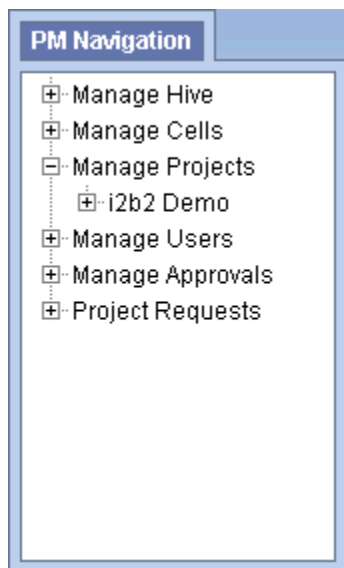 PM Navigation
Manage Hive
Manage Cells
Manage Projects
i2b2 Demo
Manage Users
Manage Approvals
Project Requests